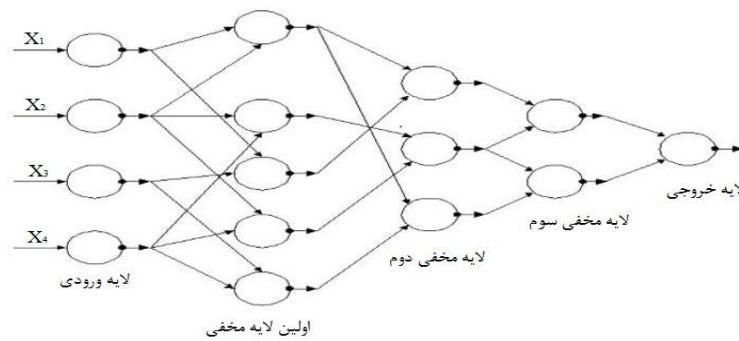 X1
X2
X3
X4
لایه ورودی
اولین لایه مخفی
لایه مخفی دوم
لایه مخفی سوم
لایه خروجی